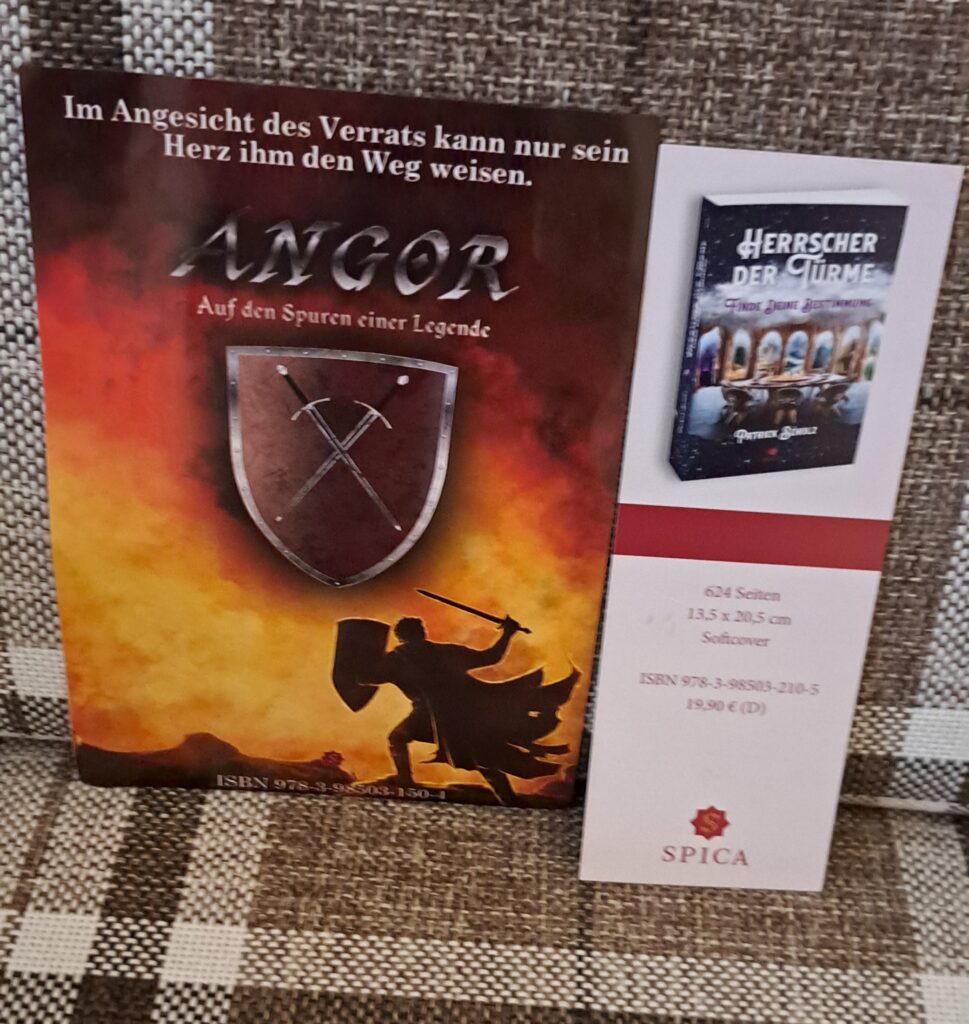 Im Angesicht des Verrats kann nur sein
Herz ihm den Weg weisen.
ANGOR
Auf den Spuren einer Legende
ISBN 978-3-98503-150-4
HERRSCHER
DER TÜRME
FINDE DEINE BESTIMMUNG
PATRICK SCHOLZ
624 Seiten
13,5 x 20,5 cm
Softcover
ISBN 978-3-98503-210-5
19,90 € (D)
S
SPICA